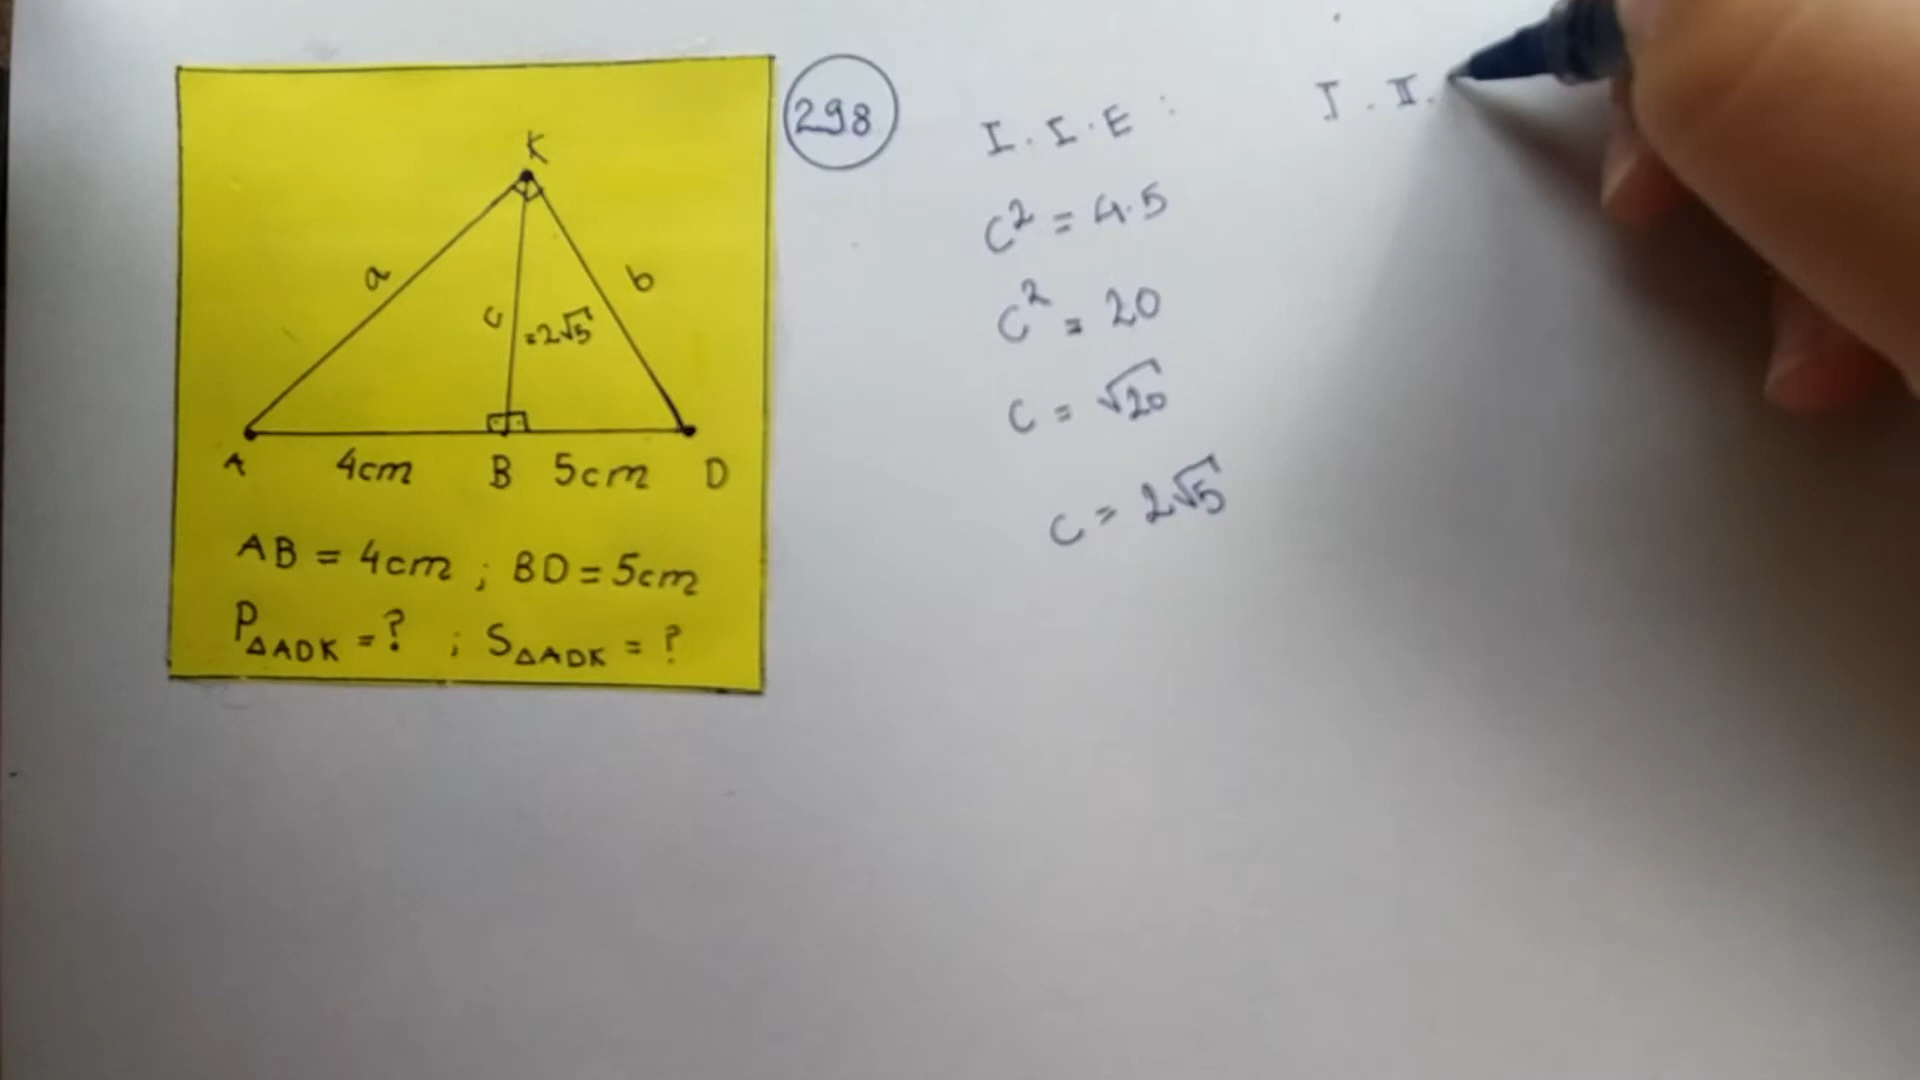 298
K
a
b
c
=2√5
A
4cm
B
5cm
D
AB = 4cm ; BD = 5cm
P△ADK = ? ; S△ADK = ?
I.I.E :
c² = 4.5
c² = 20
c = √20
c = 2√5
I.II.